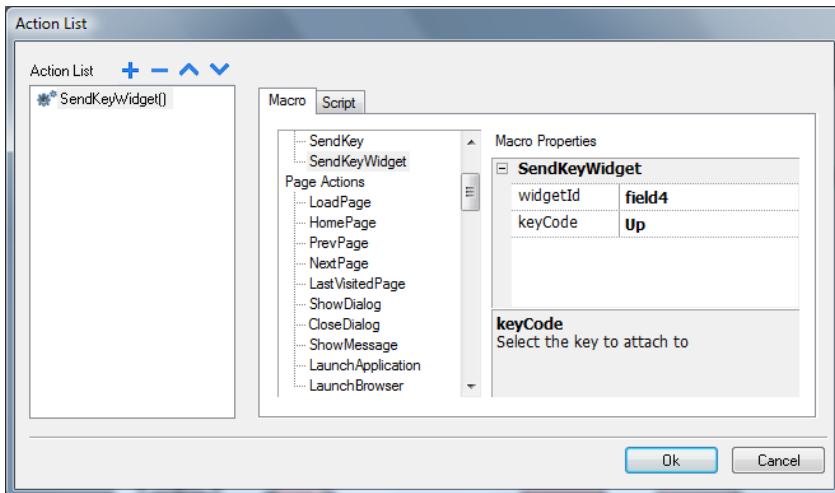 Action List
Action List
SendKeyWidget()
Macro Script
SendKey
SendKeyWidget
Page Actions
LoadPage
HomePage
PrevPage
NextPage
LastVisitedPage
ShowDialog
CloseDialog
ShowMessage
LaunchApplication
LaunchBrowser
Macro Properties
SendKeyWidget
widgetId field4
keyCode Up
keyCode
Select the key to attach to
Ok Cancel